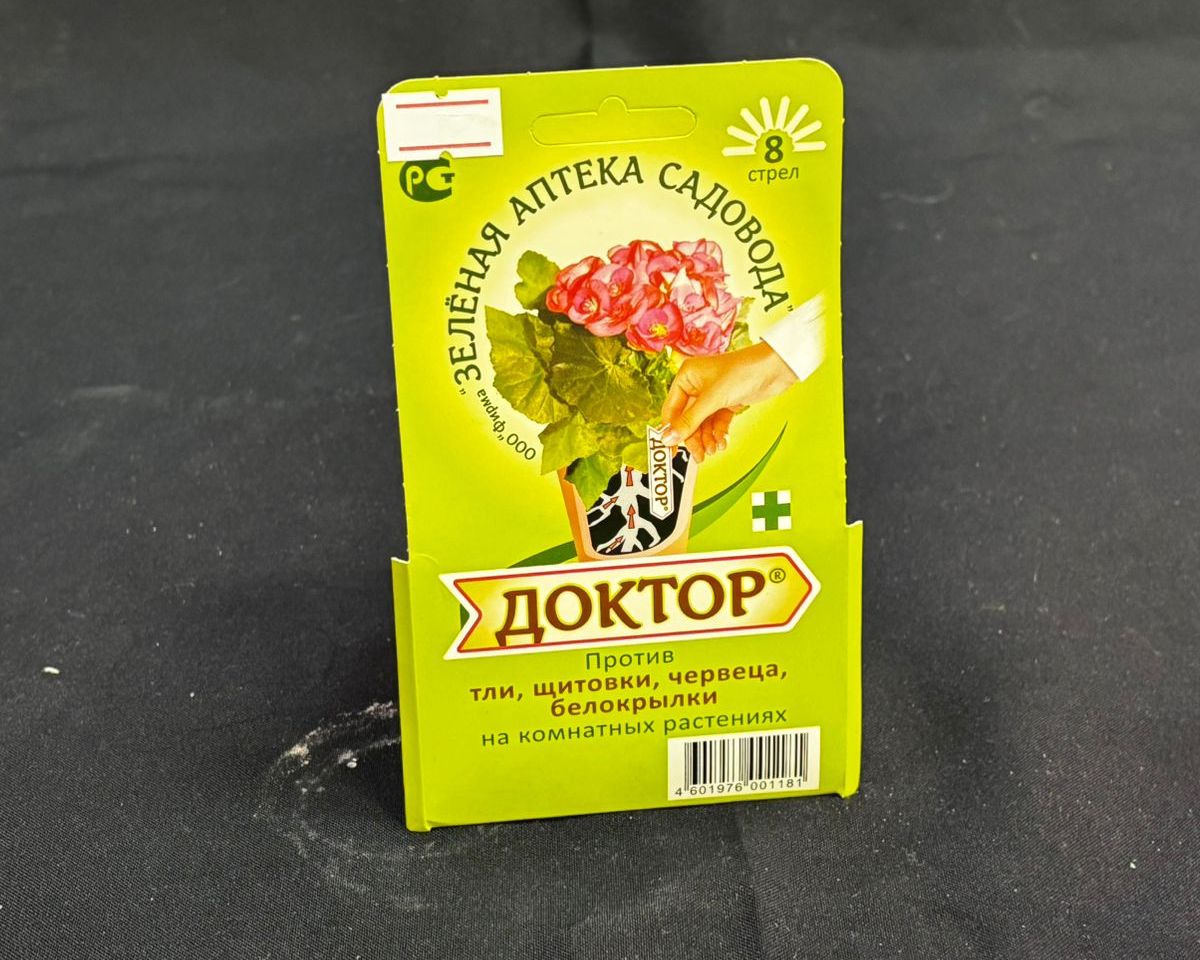 8
стрел
РСТ
ООО „фирма
„ЗЕЛЁНАЯ АПТЕКА САДОВОДА"
ДОКТОР®
ДОКТОР®
Против
тли, щитовки, червеца,
белокрылки
на комнатных растениях
4 601976 001181